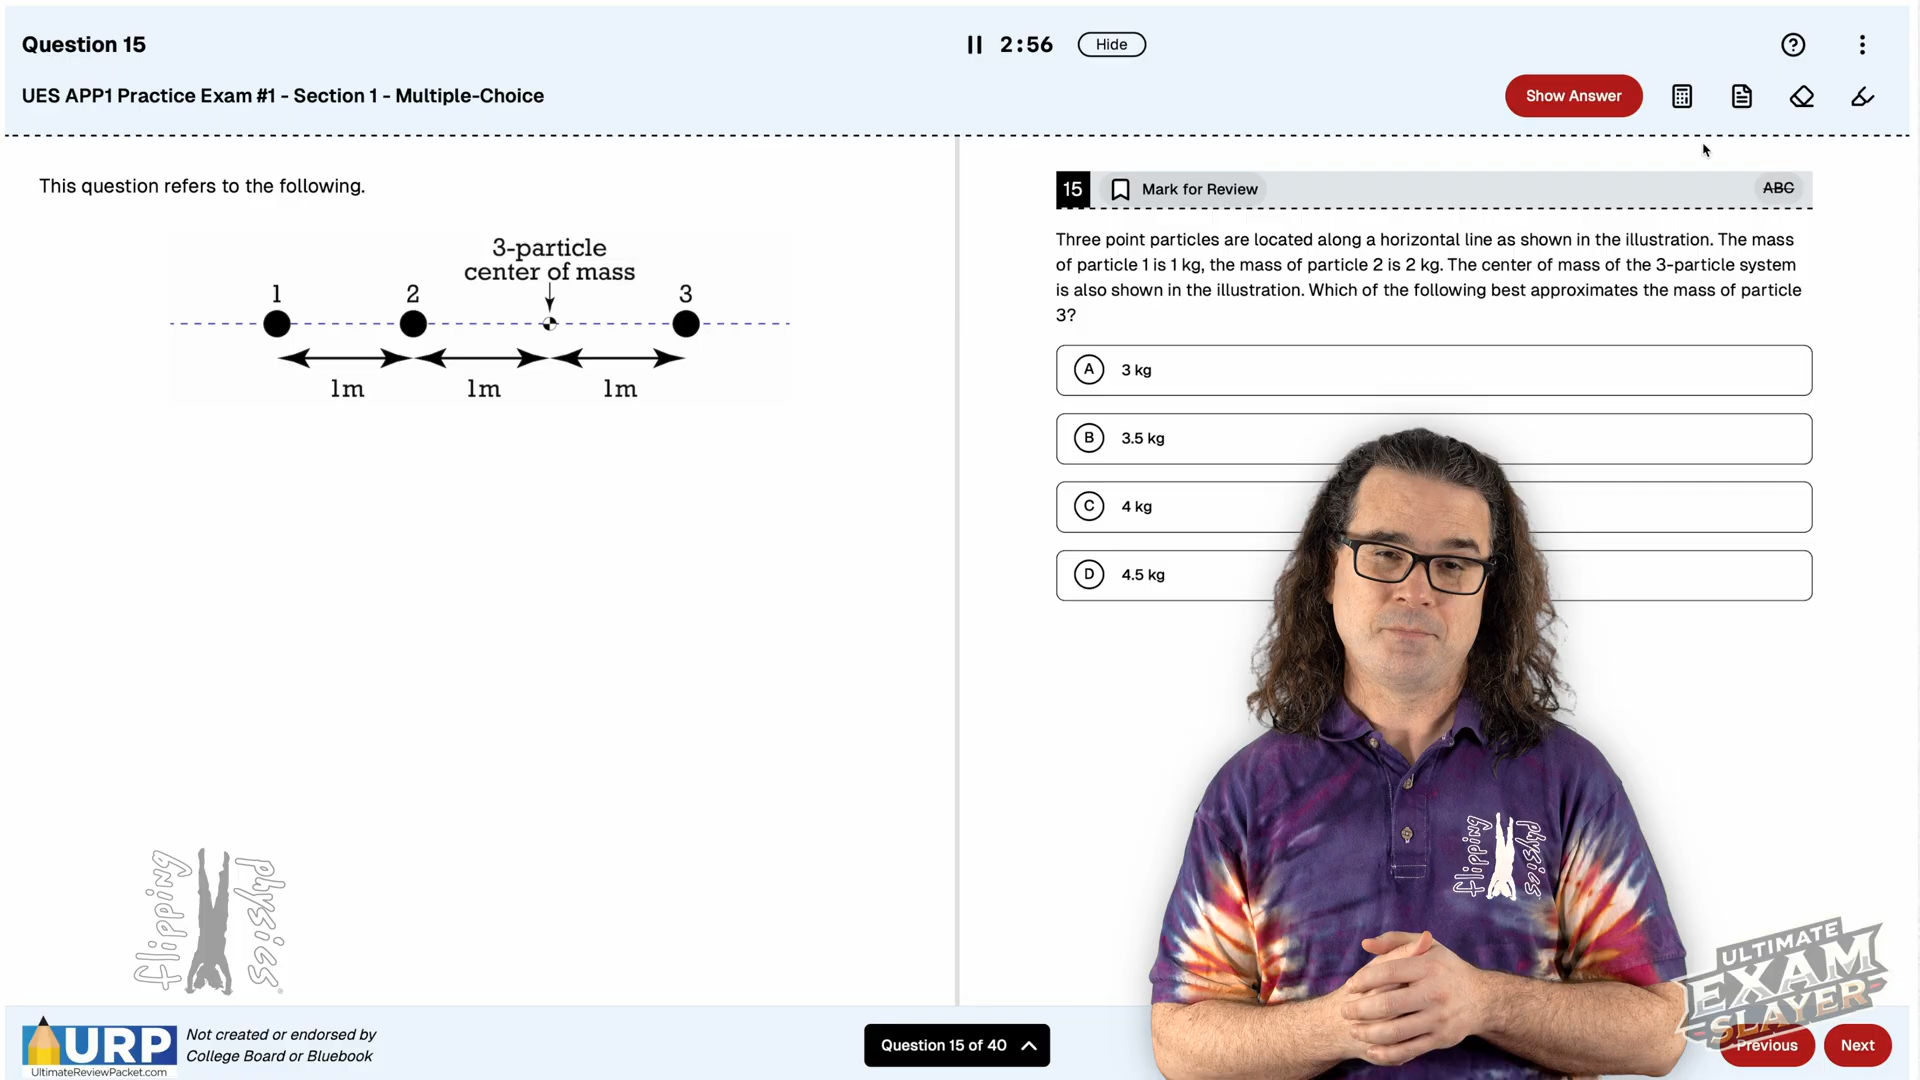 Question 15
2:56
Hide
UES APP1 Practice Exam #1 - Section 1 - Multiple-Choice
Show Answer
This question refers to the following.
3-particle
center of mass
1
2
3
1m
1m
1m
15
Mark for Review
ABC
Three point particles are located along a horizontal line as shown in the illustration. The mass
of particle 1 is 1 kg, the mass of particle 2 is 2 kg. The center of mass of the 3-particle system
is also shown in the illustration. Which of the following best approximates the mass of particle
3?
A 3 kg
B 3.5 kg
C 4 kg
D 4.5 kg
flipping physics
flipping physics
ULTIMATE
EXAM
SLAYER
URP
UltimateReviewPacket.com
Not created or endorsed by
College Board or Bluebook
Question 15 of 40
Previous
Next